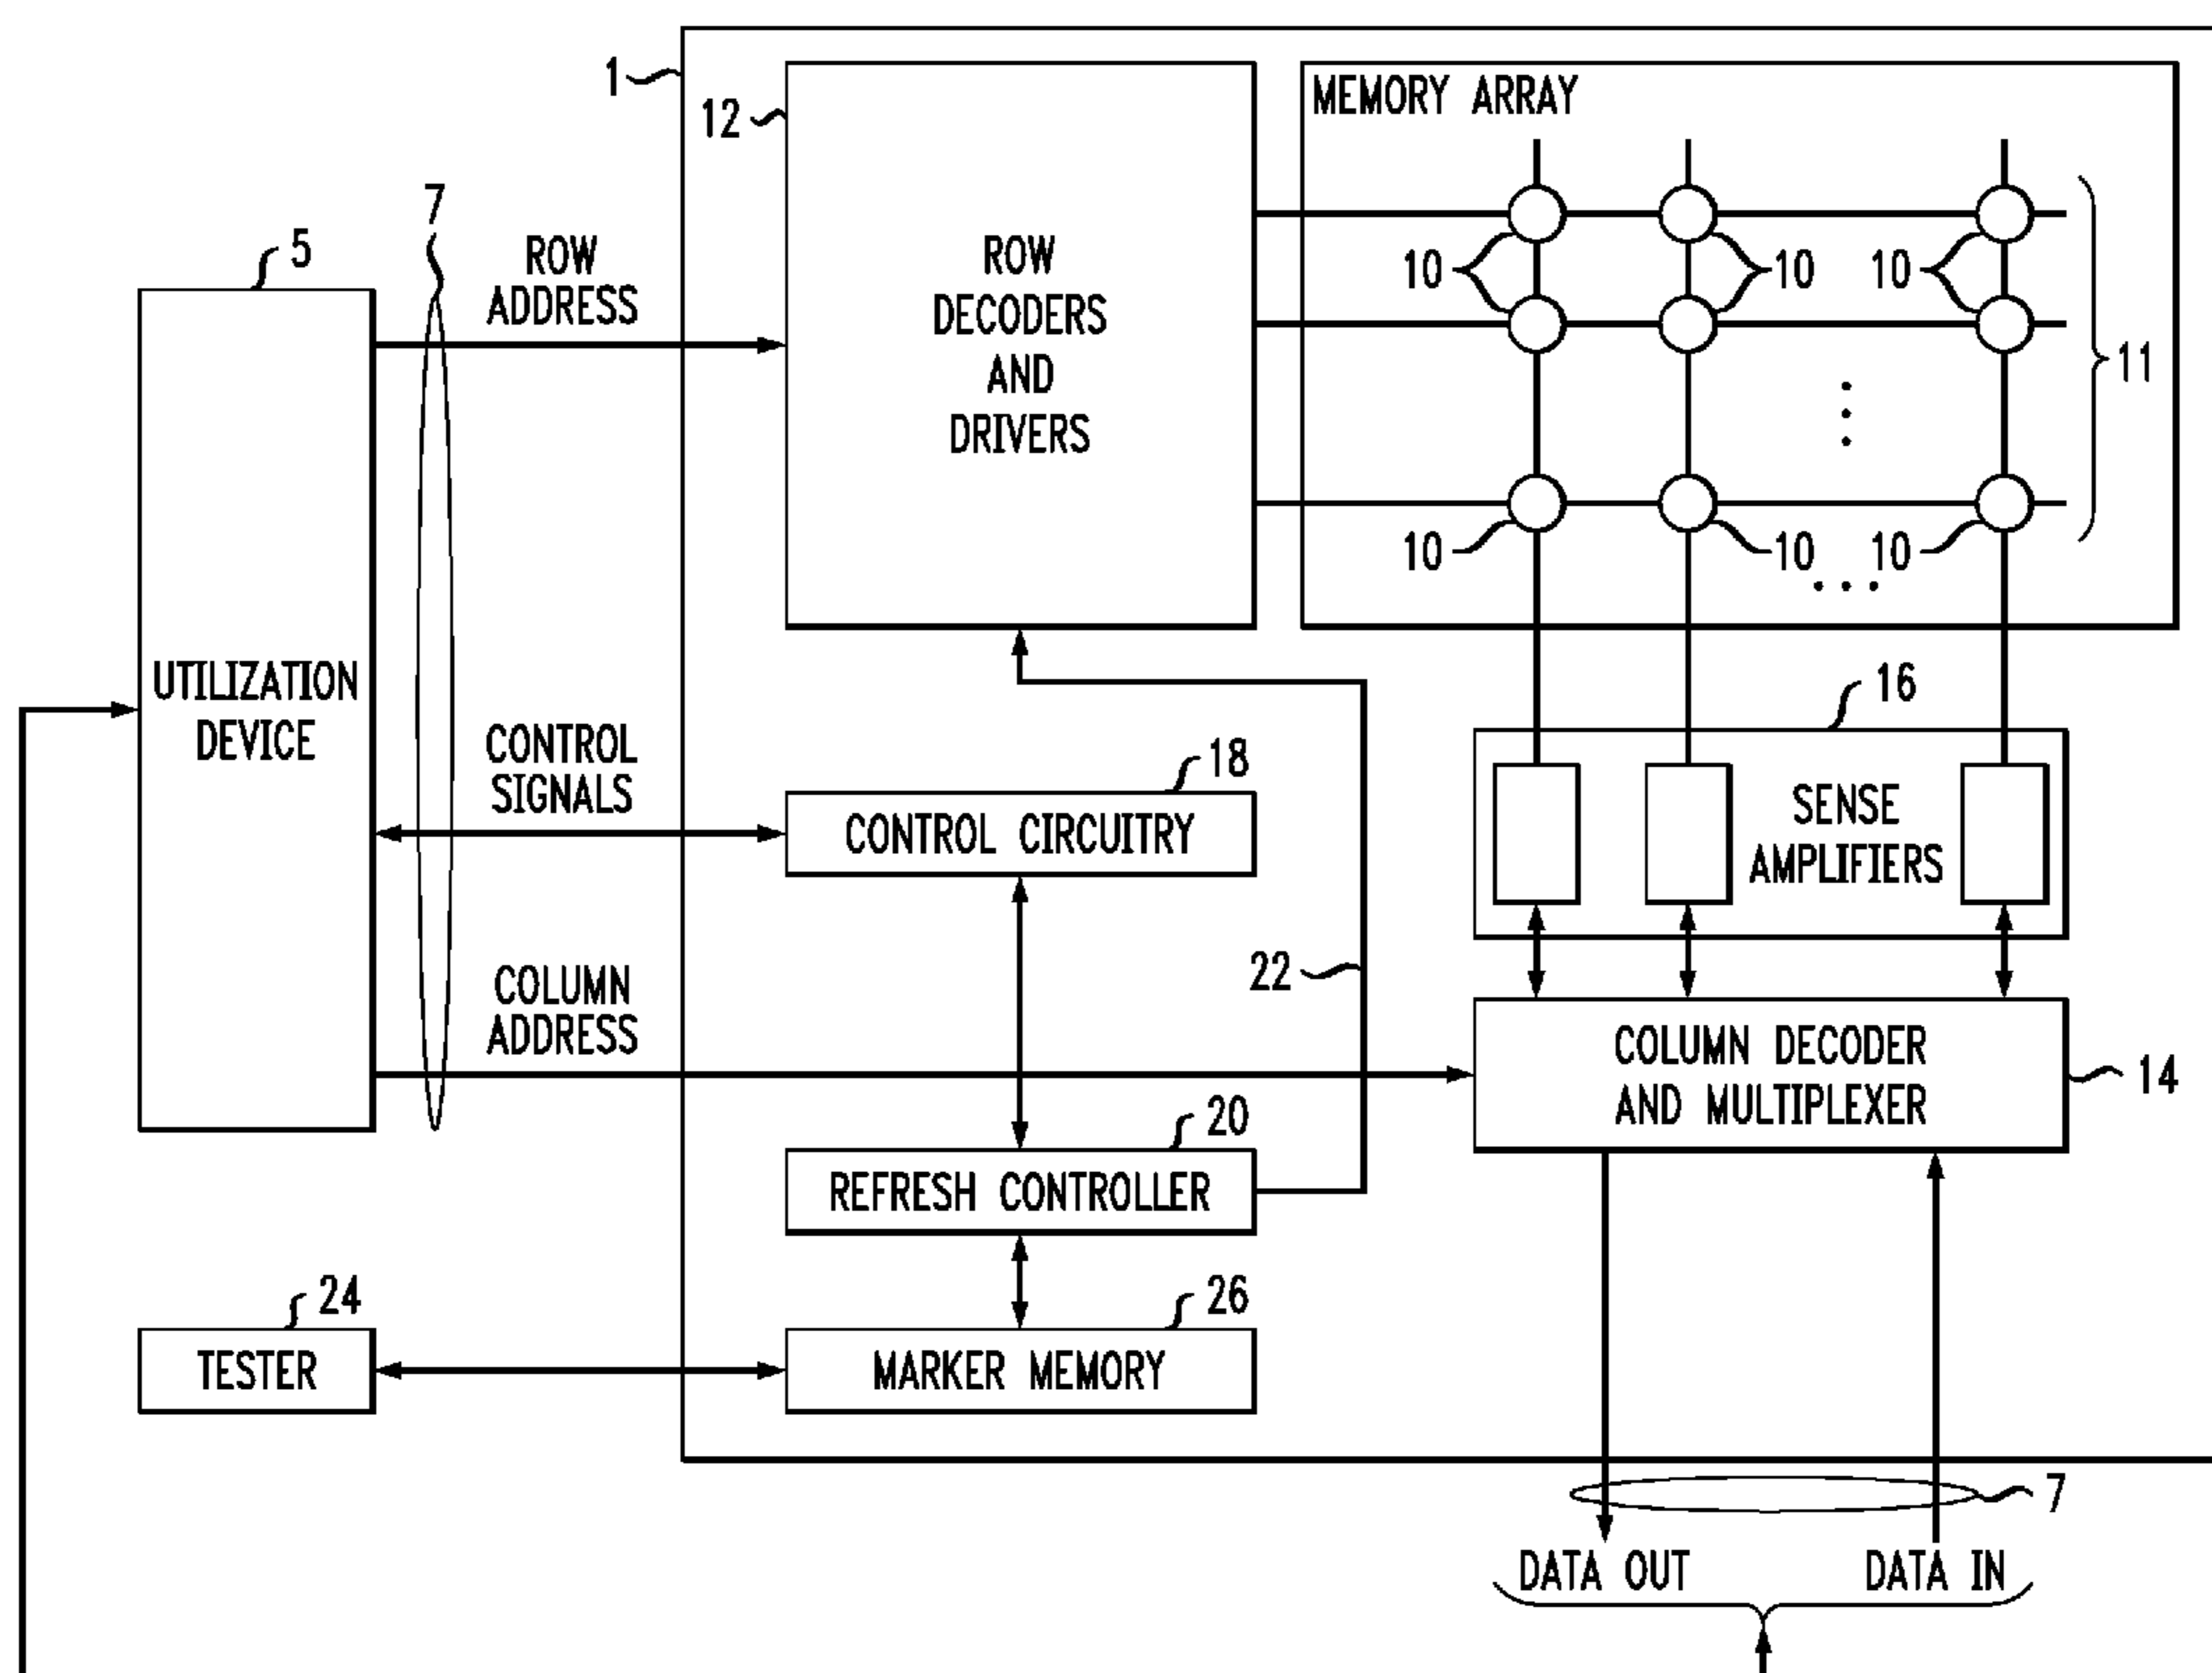 1
12
MEMORY ARRAY
7
5
ROW
ADDRESS
ROW
DECODERS
AND
DRIVERS
10
10
10
11
10
10
10
UTILIZATION
DEVICE
CONTROL
SIGNALS
18
CONTROL CIRCUITRY
16
SENSE
AMPLIFIERS
22
COLUMN
ADDRESS
COLUMN DECODER
AND MULTIPLEXER
14
20
REFRESH CONTROLLER
24
TESTER
26
MARKER MEMORY
7
DATA OUT
DATA IN